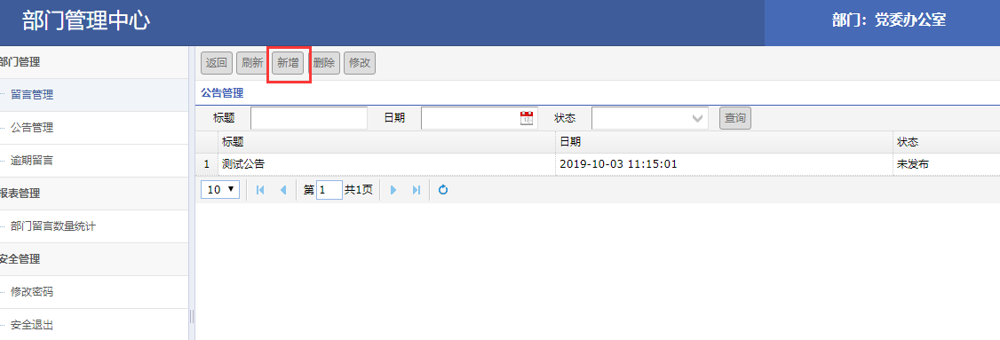 部门管理中心
部门：党委办公室
部门管理
留言管理
公告管理
逾期留言
报表管理
部门留言数量统计
安全管理
修改密码
安全退出
返回 刷新 新增 删除 修改
公告管理
标题 日期 状态 查询
标题 日期 状态
1 测试公告 2019-10-03 11:15:01 未发布
10 第 1 共1页